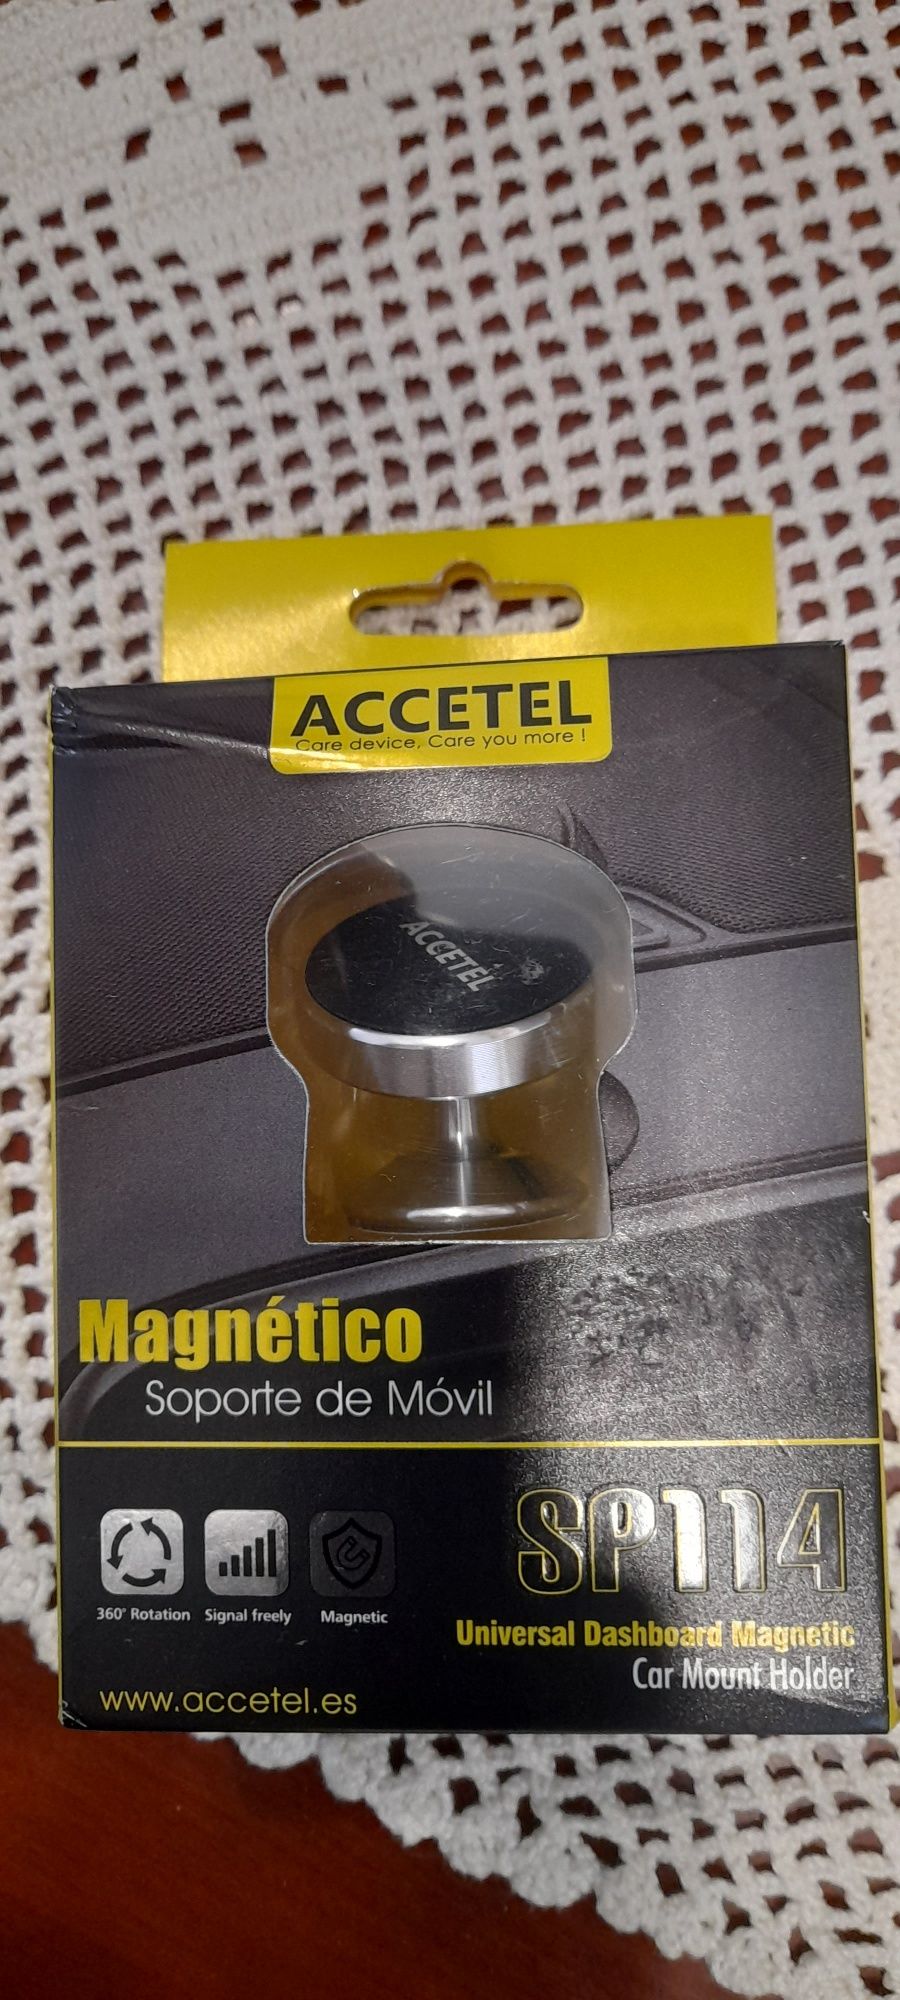 ACCETEL
Care device, Care you more !
ACCETEL
Magnético
Soporte de Móvil
SP114
360° Rotation Signal freely Magnetic
Universal Dashboard Magnetic
Car Mount Holder
www.accetel.es